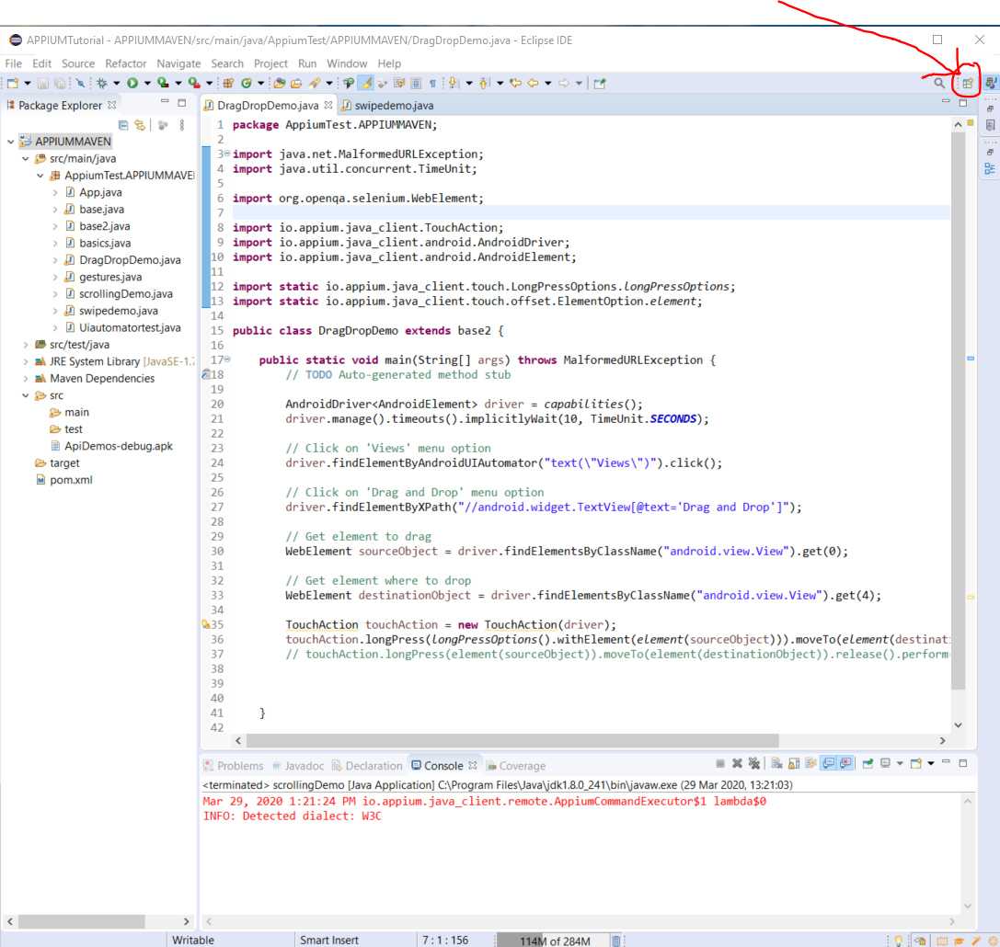 APPIUMTutorial - APPIUMMAVEN/src/main/java/AppiumTest/APPIUMMAVEN/DragDropDemo.java - Eclipse IDE
File Edit Source Refactor Navigate Search Project Run Window Help
Package Explorer
APPIUMMAVEN
src/main/java
AppiumTest.APPIUMMAVE
App.java
base.java
base2.java
basics.java
DragDropDemo.java
gestures.java
scrollingDemo.java
swipedemo.java
Uiautomatortest.java
src/test/java
JRE System Library [JavaSE-1.7
Maven Dependencies
src
main
test
ApiDemos-debug.apk
target
pom.xml
DragDropDemo.java swipedemo.java
1 package AppiumTest.APPIUMMAVEN;
2
3 import java.net.MalformedURLException;
4 import java.util.concurrent.TimeUnit;
5
6 import org.openqa.selenium.WebElement;
7
8 import io.appium.java_client.TouchAction;
9 import io.appium.java_client.android.AndroidDriver;
10 import io.appium.java_client.android.AndroidElement;
11
12 import static io.appium.java_client.touch.LongPressOptions.longPressOptions;
13 import static io.appium.java_client.touch.offset.ElementOption.element;
14
15 public class DragDropDemo extends base2 {
16
17 public static void main(String[] args) throws MalformedURLException {
18 // TODO Auto-generated method stub
19
20 AndroidDriver<AndroidElement> driver = capabilities();
21 driver.manage().timeouts().implicitlyWait(10, TimeUnit.SECONDS);
22
23 // Click on 'Views' menu option
24 driver.findElementByAndroidUIAutomator("text(\"Views\")").click();
25
26 // Click on 'Drag and Drop' menu option
27 driver.findElementByXPath("//android.widget.TextView[@text='Drag and Drop']");
28
29 // Get element to drag
30 WebElement sourceObject = driver.findElementsByClassName("android.view.View").get(0);
31
32 // Get element where to drop
33 WebElement destinationObject = driver.findElementsByClassName("android.view.View").get(4);
34
35 TouchAction touchAction = new TouchAction(driver);
36 touchAction.longPress(longPressOptions().withElement(element(sourceObject))).moveTo(element(destinati
37 // touchAction.longPress(element(sourceObject)).moveTo(element(destinationObject)).release().perform
38
39
40
41 }
42
Problems Javadoc Declaration Console Coverage
<terminated> scrollingDemo [Java Application] C:\Program Files\Java\jdk1.8.0_241\bin\javaw.exe (29 Mar 2020, 13:21:03)
Mar 29, 2020 1:21:24 PM io.appium.java_client.remote.AppiumCommandExecutor$1 lambda$0
INFO: Detected dialect: W3C
Writable Smart Insert 7 : 1 : 156 114M of 284M